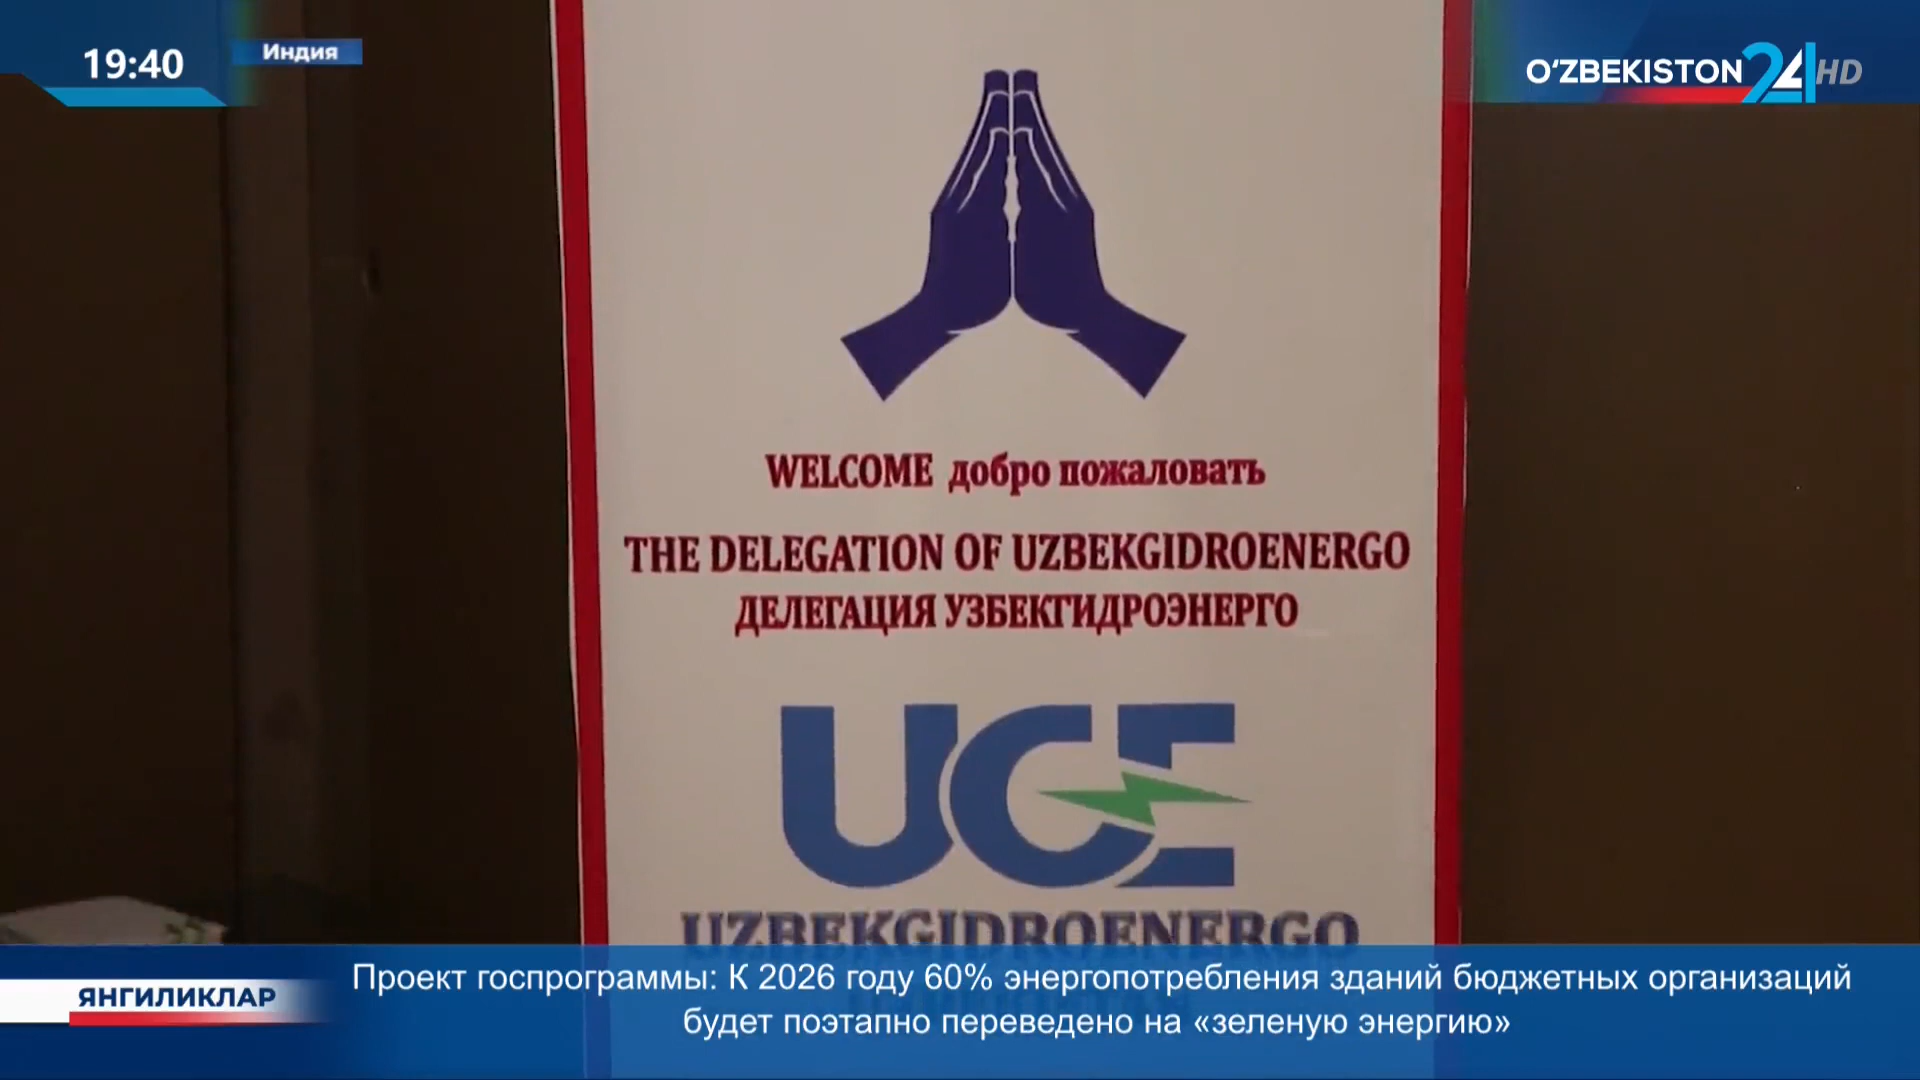 19:40
Индия
O‘ZBEKISTON 24 HD
WELCOME добро пожаловать
THE DELEGATION OF UZBEKGIDROENERGO
ДЕЛЕГАЦИЯ УЗБЕКГИДРОЭНЕРГО
UGE
UZBEKGIDROENERGO
ЯНГИЛИКЛАР
Проект госпрограммы: К 2026 году 60% энергопотребления зданий бюджетных организаций
будет поэтапно переведено на «зеленую энергию»